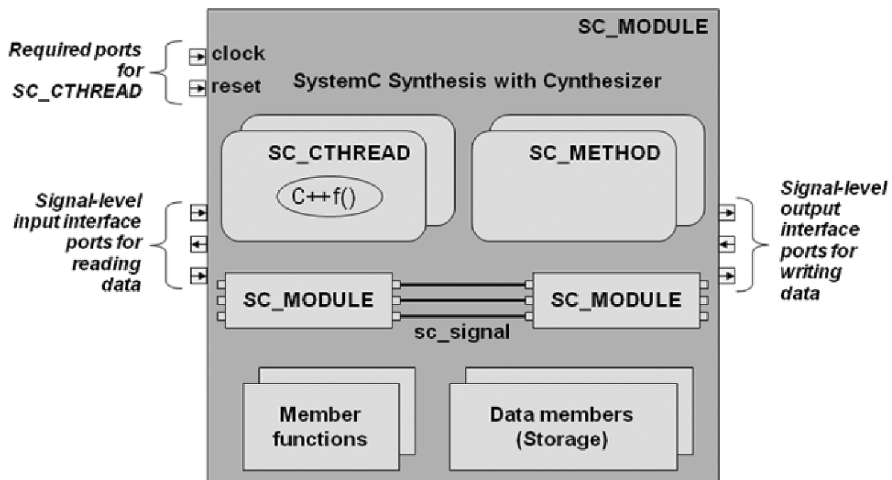 SC_MODULE
Required ports
for
SC_CTHREAD
clock
reset
SystemC Synthesis with Cynthesizer
SC_CTHREAD
C++f()
SC_METHOD
Signal-level
input interface
ports for
reading
data
Signal-level
output
interface
ports for
writing
data
SC_MODULE
SC_MODULE
sc_signal
Member
functions
Data members
(Storage)